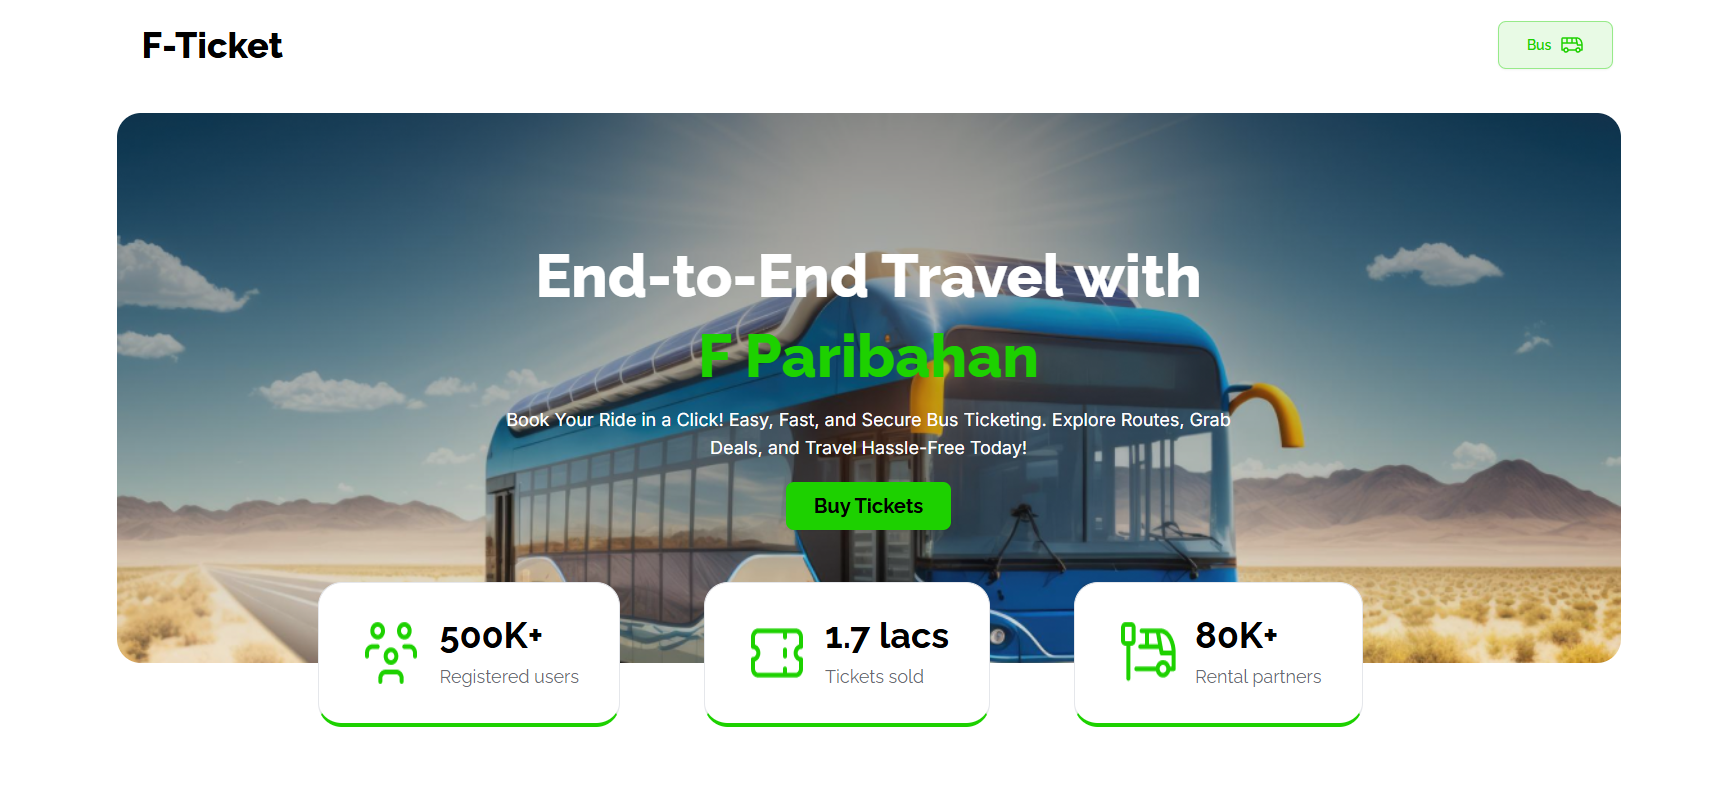 F-Ticket
Bus
End-to-End Travel with
F Paribahan
Book Your Ride in a Click! Easy, Fast, and Secure Bus Ticketing. Explore Routes, Grab
Deals, and Travel Hassle-Free Today!
Buy Tickets
500K+
Registered users
1.7 lacs
Tickets sold
80K+
Rental partners